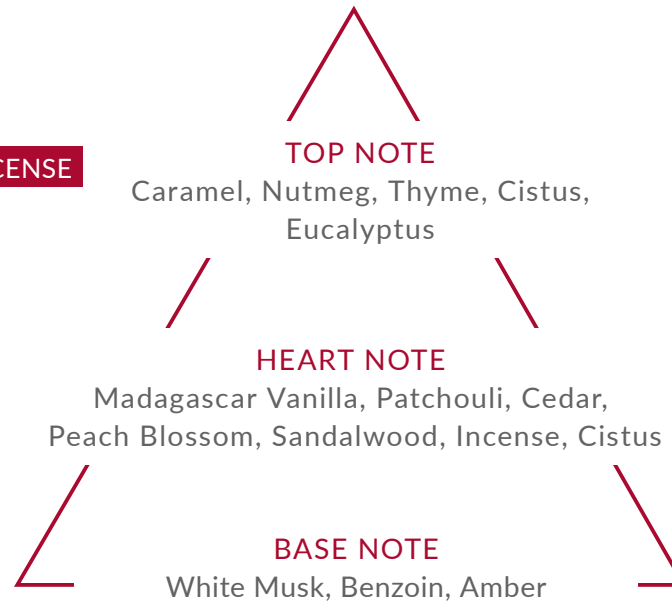 TOP NOTE
CENSE
Caramel, Nutmeg, Thyme, Cistus,
Eucalyptus
HEART NOTE
Madagascar Vanilla, Patchouli, Cedar,
Peach Blossom, Sandalwood, Incense, Cistus
BASE NOTE
White Musk, Benzoin, Amber